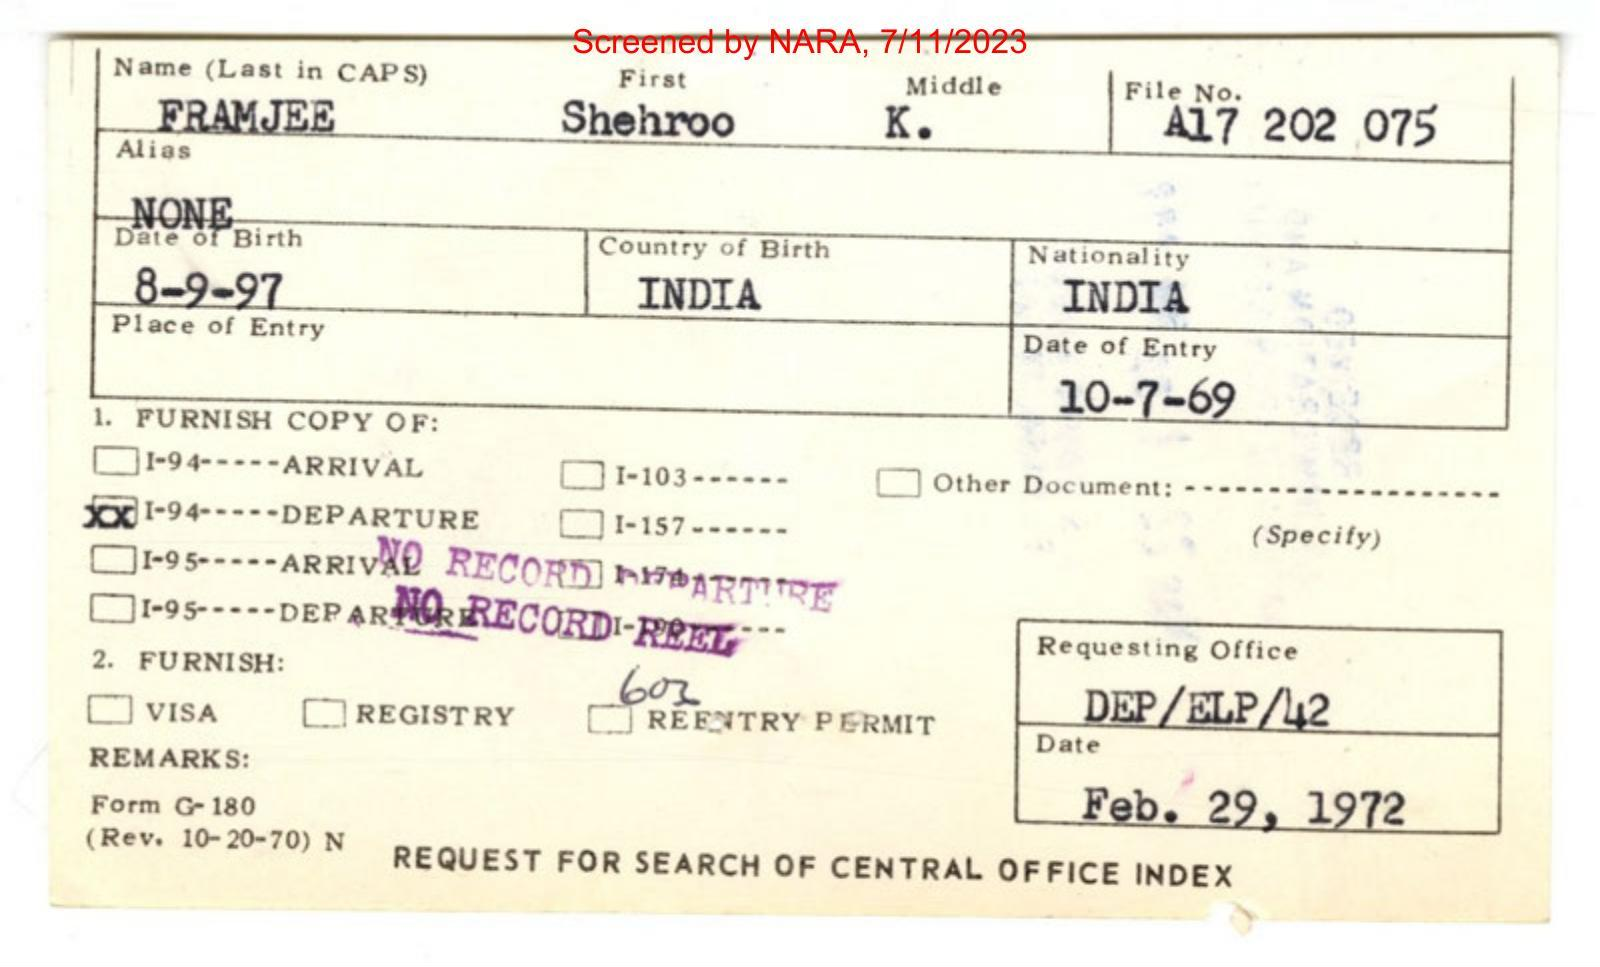 Screened by NARA, 7/11/2023
Name (Last in CAPS) First Middle File No.
FRAMJEE Shehroo K. A17 202 075
Alias
NONE
Date of Birth Country of Birth Nationality
8-9-97 INDIA INDIA
Place of Entry Date of Entry
10-7-69
1. FURNISH COPY OF:
I-94-----ARRIVAL I-103------ Other Document: ------------------
XX I-94-----DEPARTURE I-157------ (Specify)
I-95-----ARRIVAL I-174------
NO RECORD DEPARTURE
I-95-----DEPARTURE I-190------
NO RECORD REEL
2. FURNISH:
VISA REGISTRY REENTRY PERMIT
Requesting Office
DEP/ELP/42
Date
Feb. 29, 1972
REMARKS:
Form G-180
(Rev. 10-20-70) N
REQUEST FOR SEARCH OF CENTRAL OFFICE INDEX